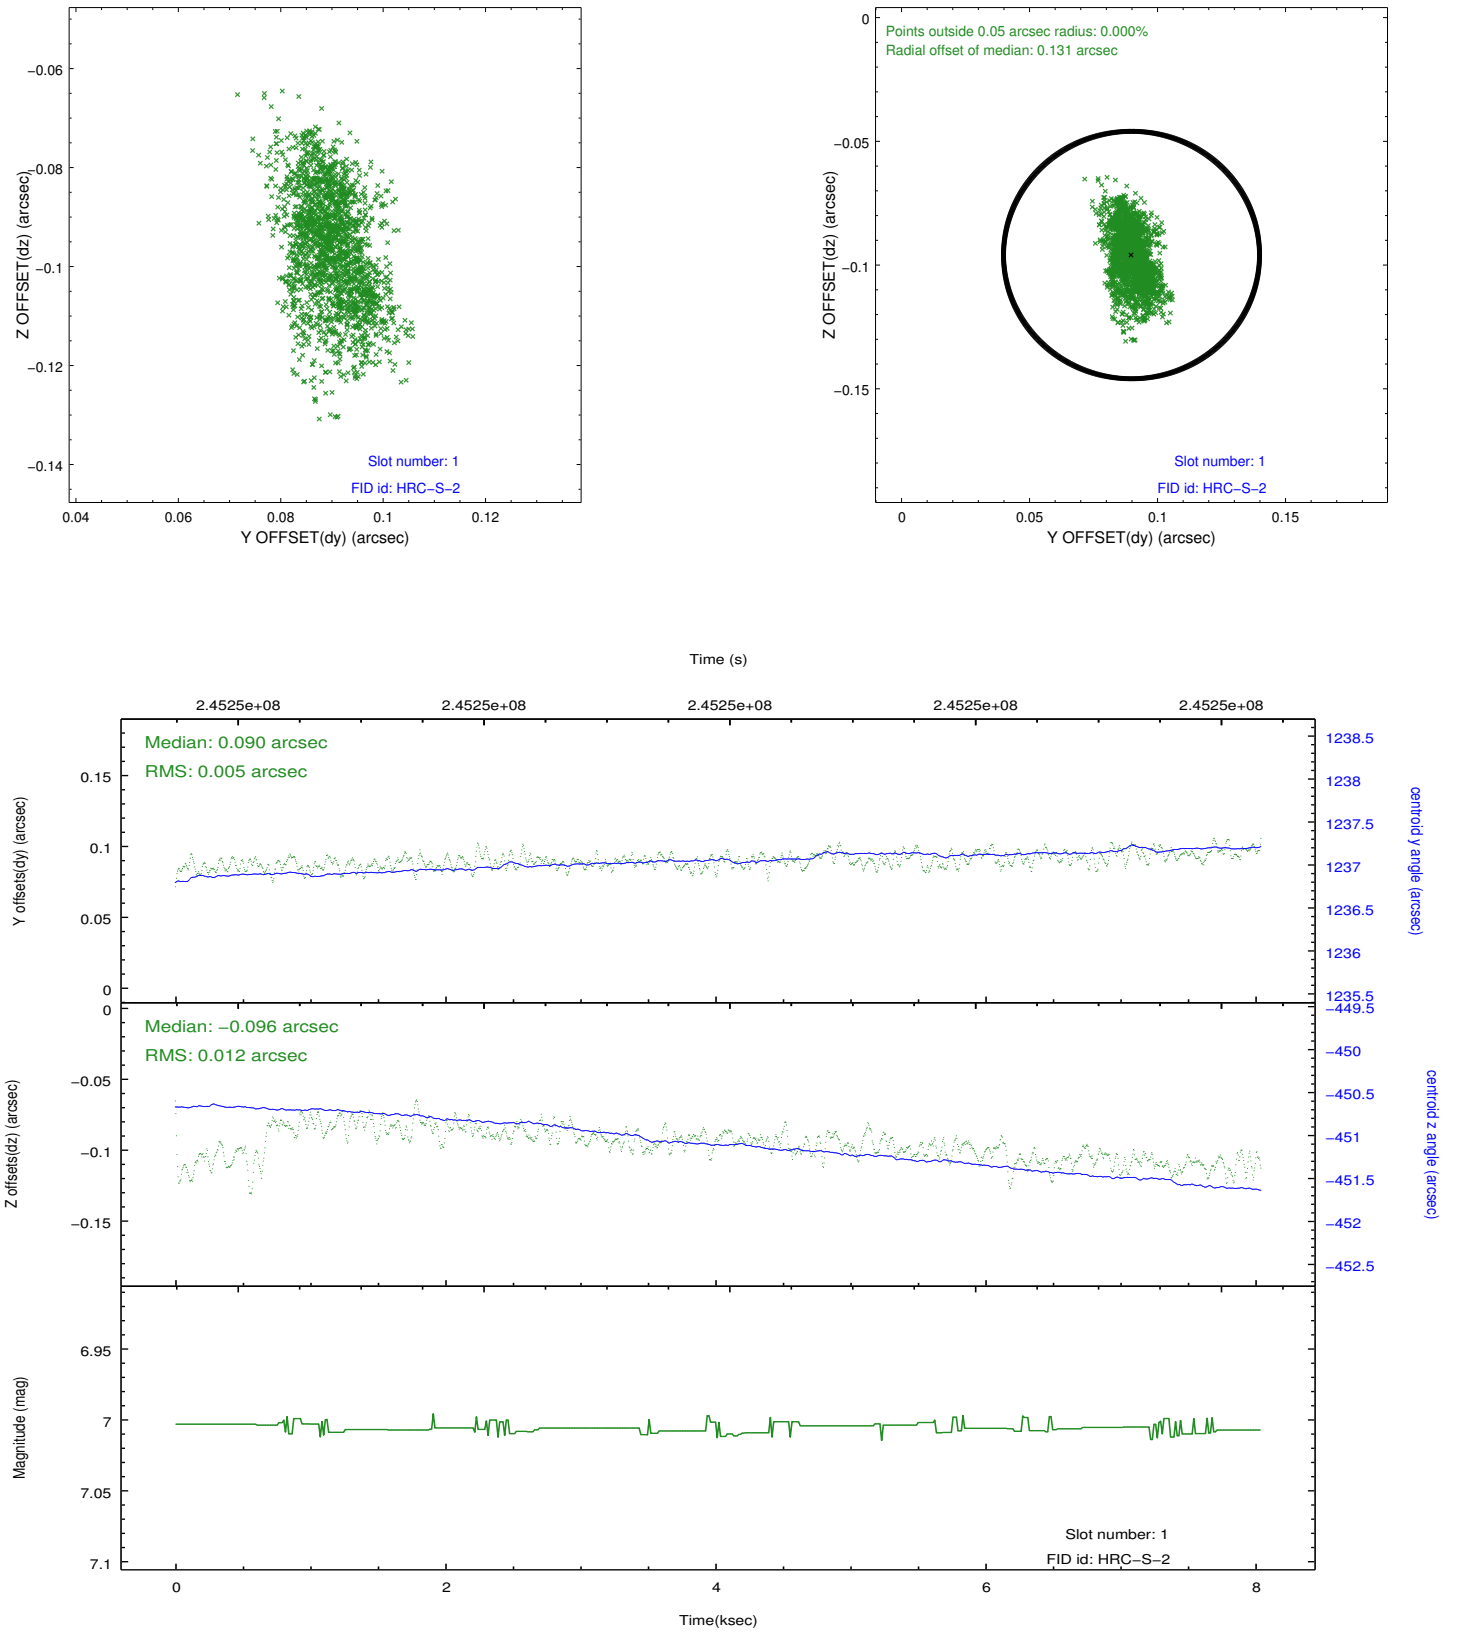 −0.06
−0.08
−0.1
−0.12
−0.14
Z OFFSET(dz) (arcsec)
Slot number: 1
FID id: HRC−S−2
0.04 0.06 0.08 0.1 0.12
Y OFFSET(dy) (arcsec)
Points outside 0.05 arcsec radius: 0.000%
Radial offset of median: 0.131 arcsec
0
−0.05
−0.1
−0.15
Z OFFSET(dz) (arcsec)
Slot number: 1
FID id: HRC−S−2
0 0.05 0.1 0.15
Y OFFSET(dy) (arcsec)
Time (s)
2.4525e+08 2.4525e+08 2.4525e+08 2.4525e+08 2.4525e+08
Median: 0.090 arcsec
RMS: 0.005 arcsec
0.15
0.1
0.05
0
Y offsets(dy) (arcsec)
1238.5
1238
1237.5
1237
1236.5
1236
1235.5
centroid y angle (arcsec)
Median: −0.096 arcsec
RMS: 0.012 arcsec
0
−0.05
−0.1
−0.15
Z offsets(dz) (arcsec)
−449.5
−450
−450.5
−451
−451.5
−452
−452.5
centroid z angle (arcsec)
6.95
7
7.05
7.1
Magnitude (mag)
Slot number: 1
FID id: HRC−S−2
0 2 4 6 8
Time(ksec)